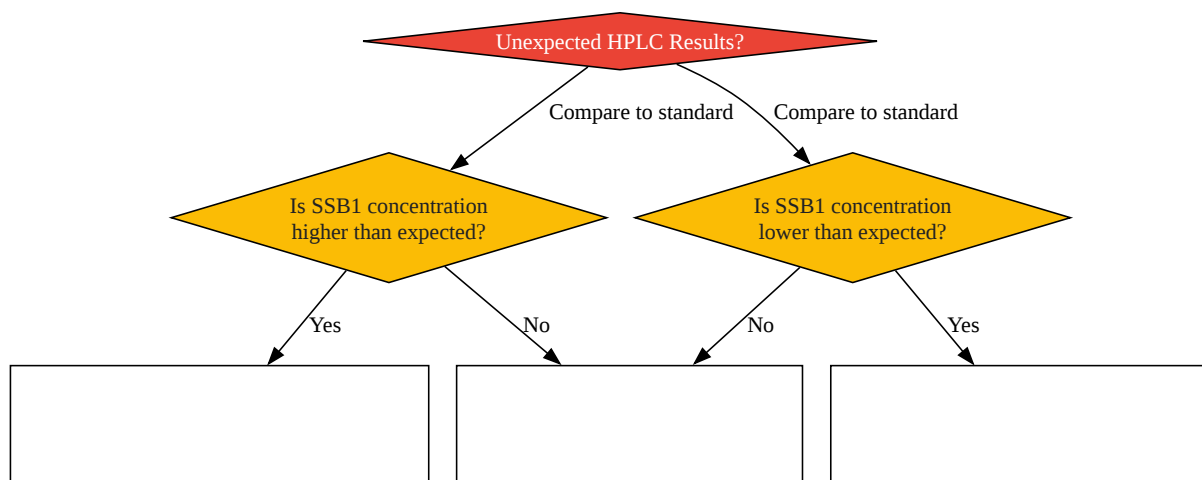 Unexpected HPLC Results?
Compare to standard
Compare to standard
Is SSB1 concentration
higher than expected?
Is SSB1 concentration
lower than expected?
Yes
No
No
Yes